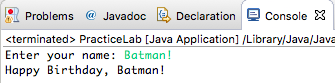 Problems @ Javadoc Declaration Console
<terminated> PracticeLab [Java Application] /Library/Java/Java
Enter your name: Batman!
Happy Birthday, Batman!